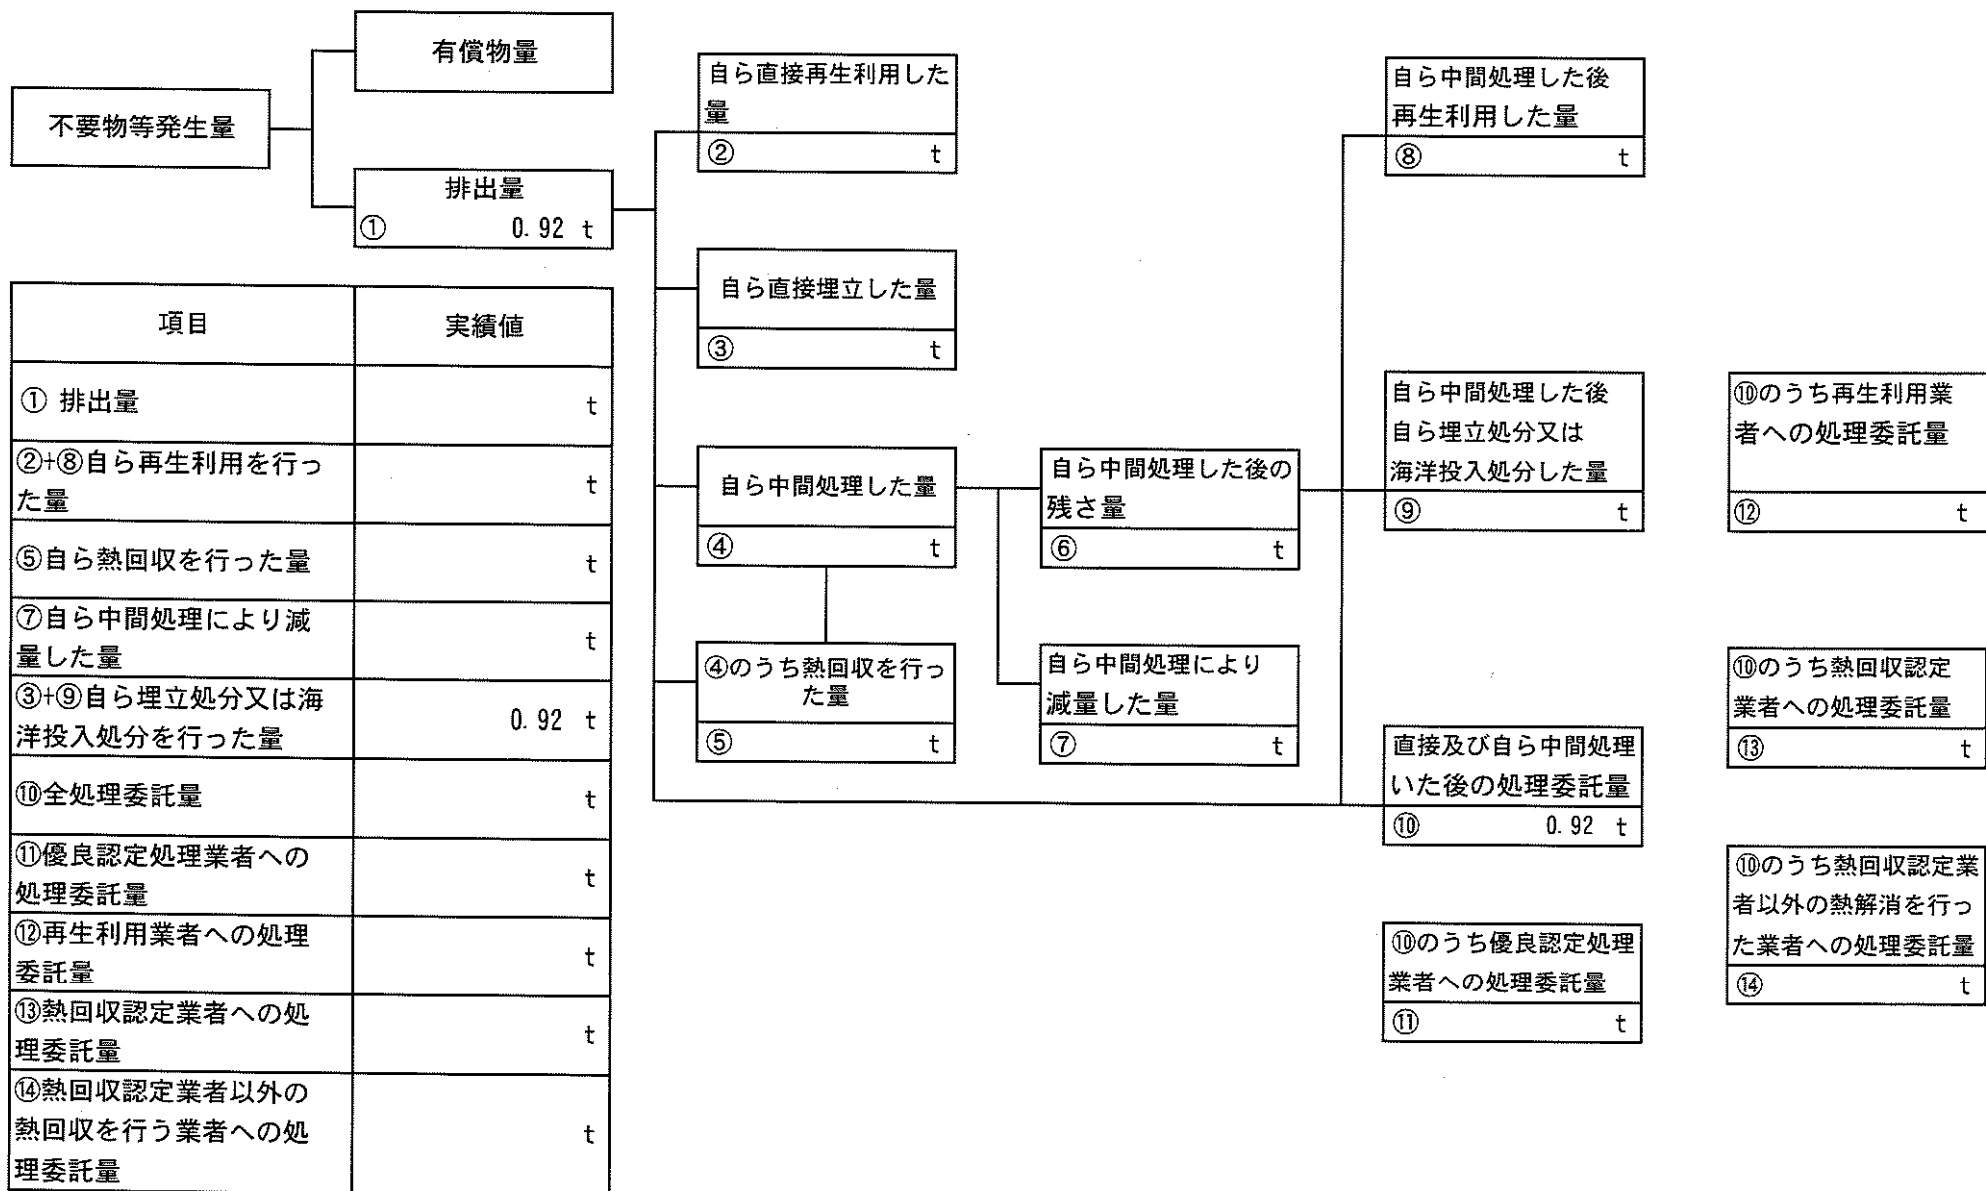 不要物等発生量
有償物量
排出量
① 0.92 t
自ら直接再生利用した
量
② t
自ら直接埋立した量
③ t
自ら中間処理した量
④ t
④のうち熱回収を行っ
た量
⑤ t
自ら中間処理した後の
残さ量
⑥ t
自ら中間処理により
減量した量
⑦ t
自ら中間処理した後
再生利用した量
⑧ t
自ら中間処理した後
自ら埋立処分又は
海洋投入処分した量
⑨ t
直接及び自ら中間処理
いた後の処理委託量
⑩ 0.92 t
⑩のうち優良認定処理
業者への処理委託量
⑪ t
⑩のうち再生利用業
者への処理委託量
⑫ t
⑩のうち熱回収認定
業者への処理委託量
⑬ t
⑩のうち熱回収認定業
者以外の熱解消を行っ
た業者への処理委託量
⑭ t
項目 実績値
① 排出量 t
②+⑧自ら再生利用を行っ
た量 t
⑤自ら熱回収を行った量 t
⑦自ら中間処理により減
量した量 t
③+⑨自ら埋立処分又は海
洋投入処分を行った量 0.92 t
⑩全処理委託量 t
⑪優良認定処理業者への
処理委託量 t
⑫再生利用業者への処理
委託量 t
⑬熱回収認定業者への処
理委託量 t
⑭熱回収認定業者以外の
熱回収を行う業者への処
理委託量 t